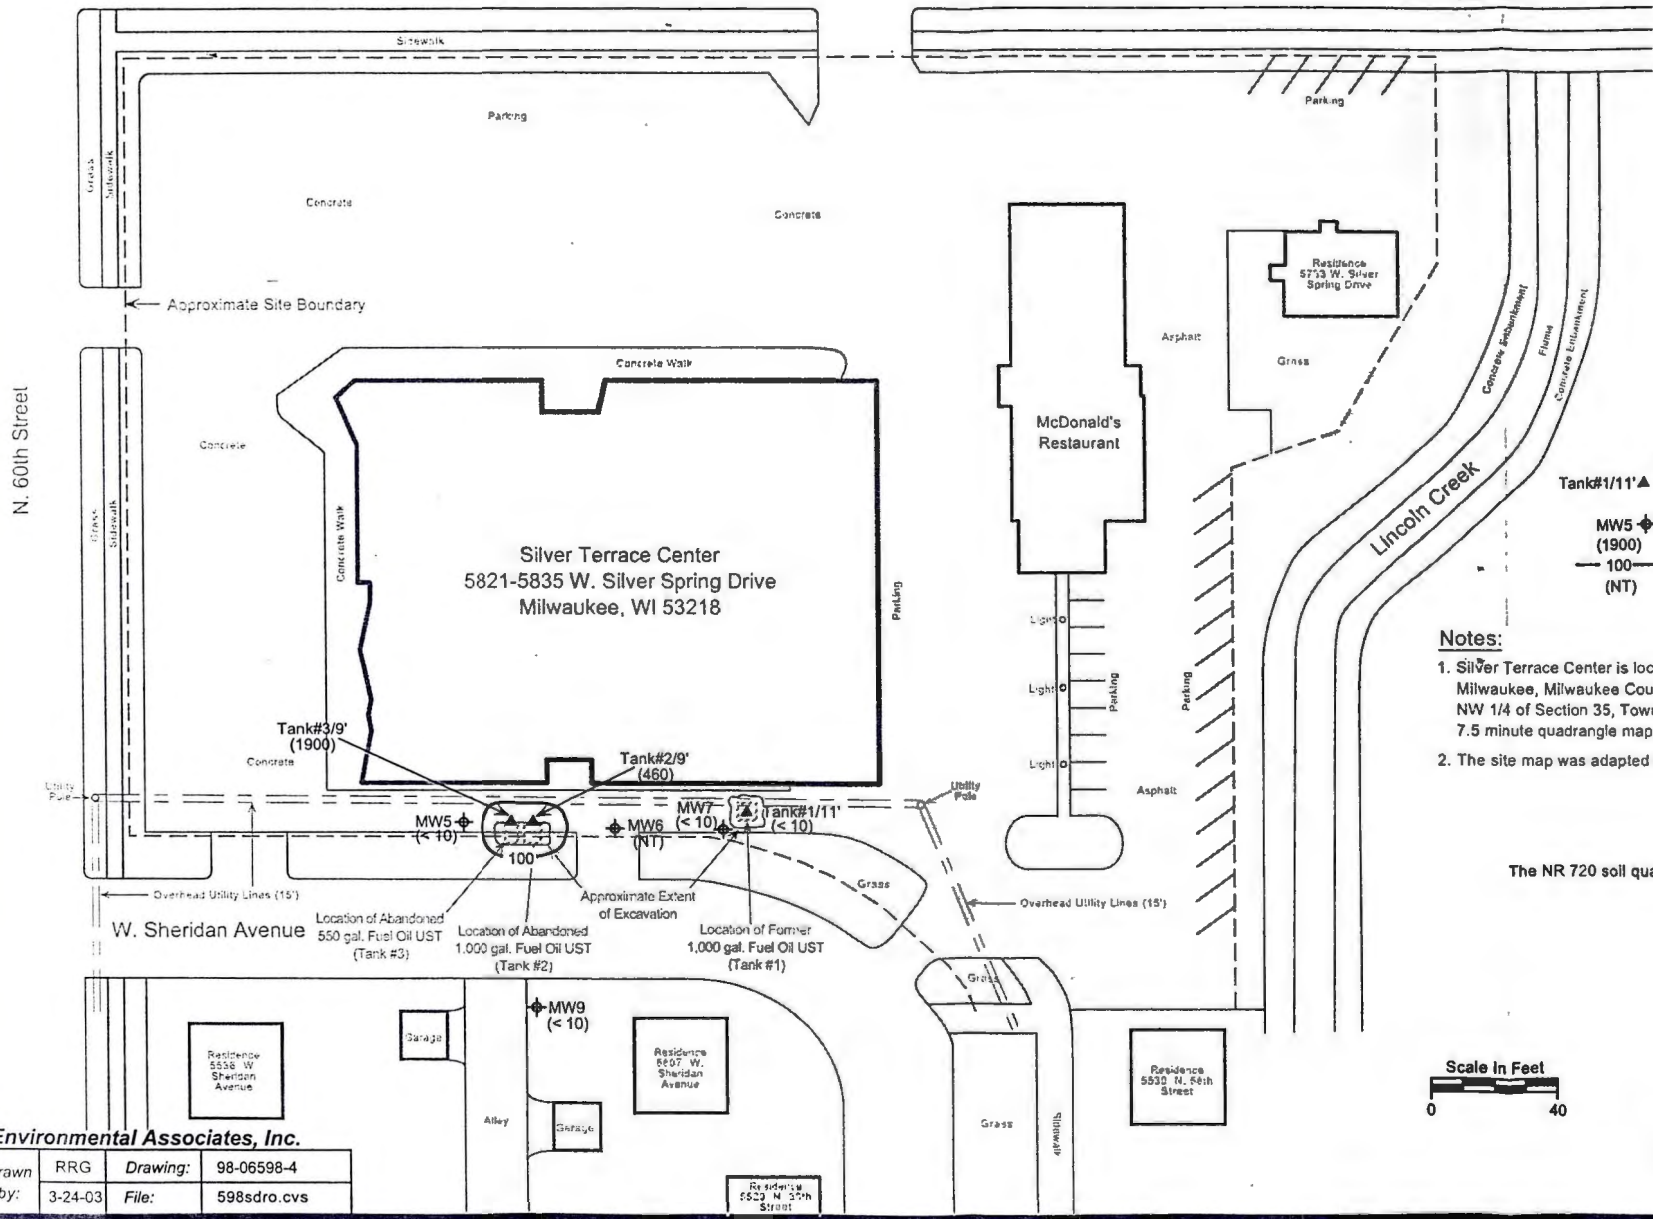 Sidewalk
Parking
Parking
Grass
Sidewalk
Concrete
Concrete
Residence
Spring Drive
Approximate Site Boundary
Concrete Walk
Asphalt
Grass
Concrete Embankment
Flume
Concrete Embankment
N. 60th Street
Concrete
McDonald's
Restaurant
Grass
Sidewalk
Concrete Walk
Lincoln Creek
Tank#1/11'
MW5
(1900)
100
(NT)
Silver Terrace Center
5821-5835 W. Silver Spring Drive
Milwaukee, WI 53218
Parking
Light
Light
Light
Parking
Parking
Notes:
1. Silver Terrace Center is loc
Milwaukee, Milwaukee Cou
NW 1/4 of Section 35, Town
7.5 minute quadrangle map
2. The site map was adapted
Tank#3/9'
(1900)
Tank#2/9'
(460)
Concrete
Utility
Pole
Utility
Pole
Asphalt
MW5
(< 10)
MW6
(NT)
MW7
(< 10)
Tank#1/11'
(< 10)
100
The NR 720 soil qua
Overhead Utility Lines (15')
Approximate Extent
of Excavation
Grass
Overhead Utility Lines (15')
W. Sheridan Avenue
Location of Abandoned
550 gal. Fuel Oil UST
(Tank #3)
Location of Abandoned
1,000 gal. Fuel Oil UST
(Tank #2)
Location of Former
1,000 gal. Fuel Oil UST
(Tank #1)
Grass
MW9
(< 10)
Garage
Residence
Sheridan
Avenue
Residence
Sheridan
Avenue
Residence
Street
Alley
Garage
Grass
Sidewalk
Residence
Street
Scale In Feet
0 40
Environmental Associates, Inc.
rawn
by:
RRG Drawing: 98-06598-4
3-24-03 File: 598sdro.cvs